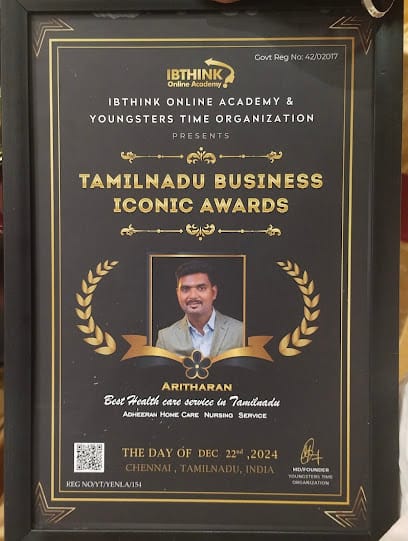 Govt Reg No: 42/02017
IBTHINK
Online Academy
IBTHINK ONLINE ACADEMY &
YOUNGSTERS TIME ORGANIZATION
PRESENTS
TAMILNADU BUSINESS
ICONIC AWARDS
ARITHARAN
Best Health care service in Tamilnadu
ADHEERAN HOME CARE NURSING SERVICE
THE DAY OF DEC 22nd ,2024
CHENNAI , TAMILNADU, INDIA
REG NO/YT/YENLA/154
MD/FOUNDER
YOUNGSTERS TIME
ORGANIZATION